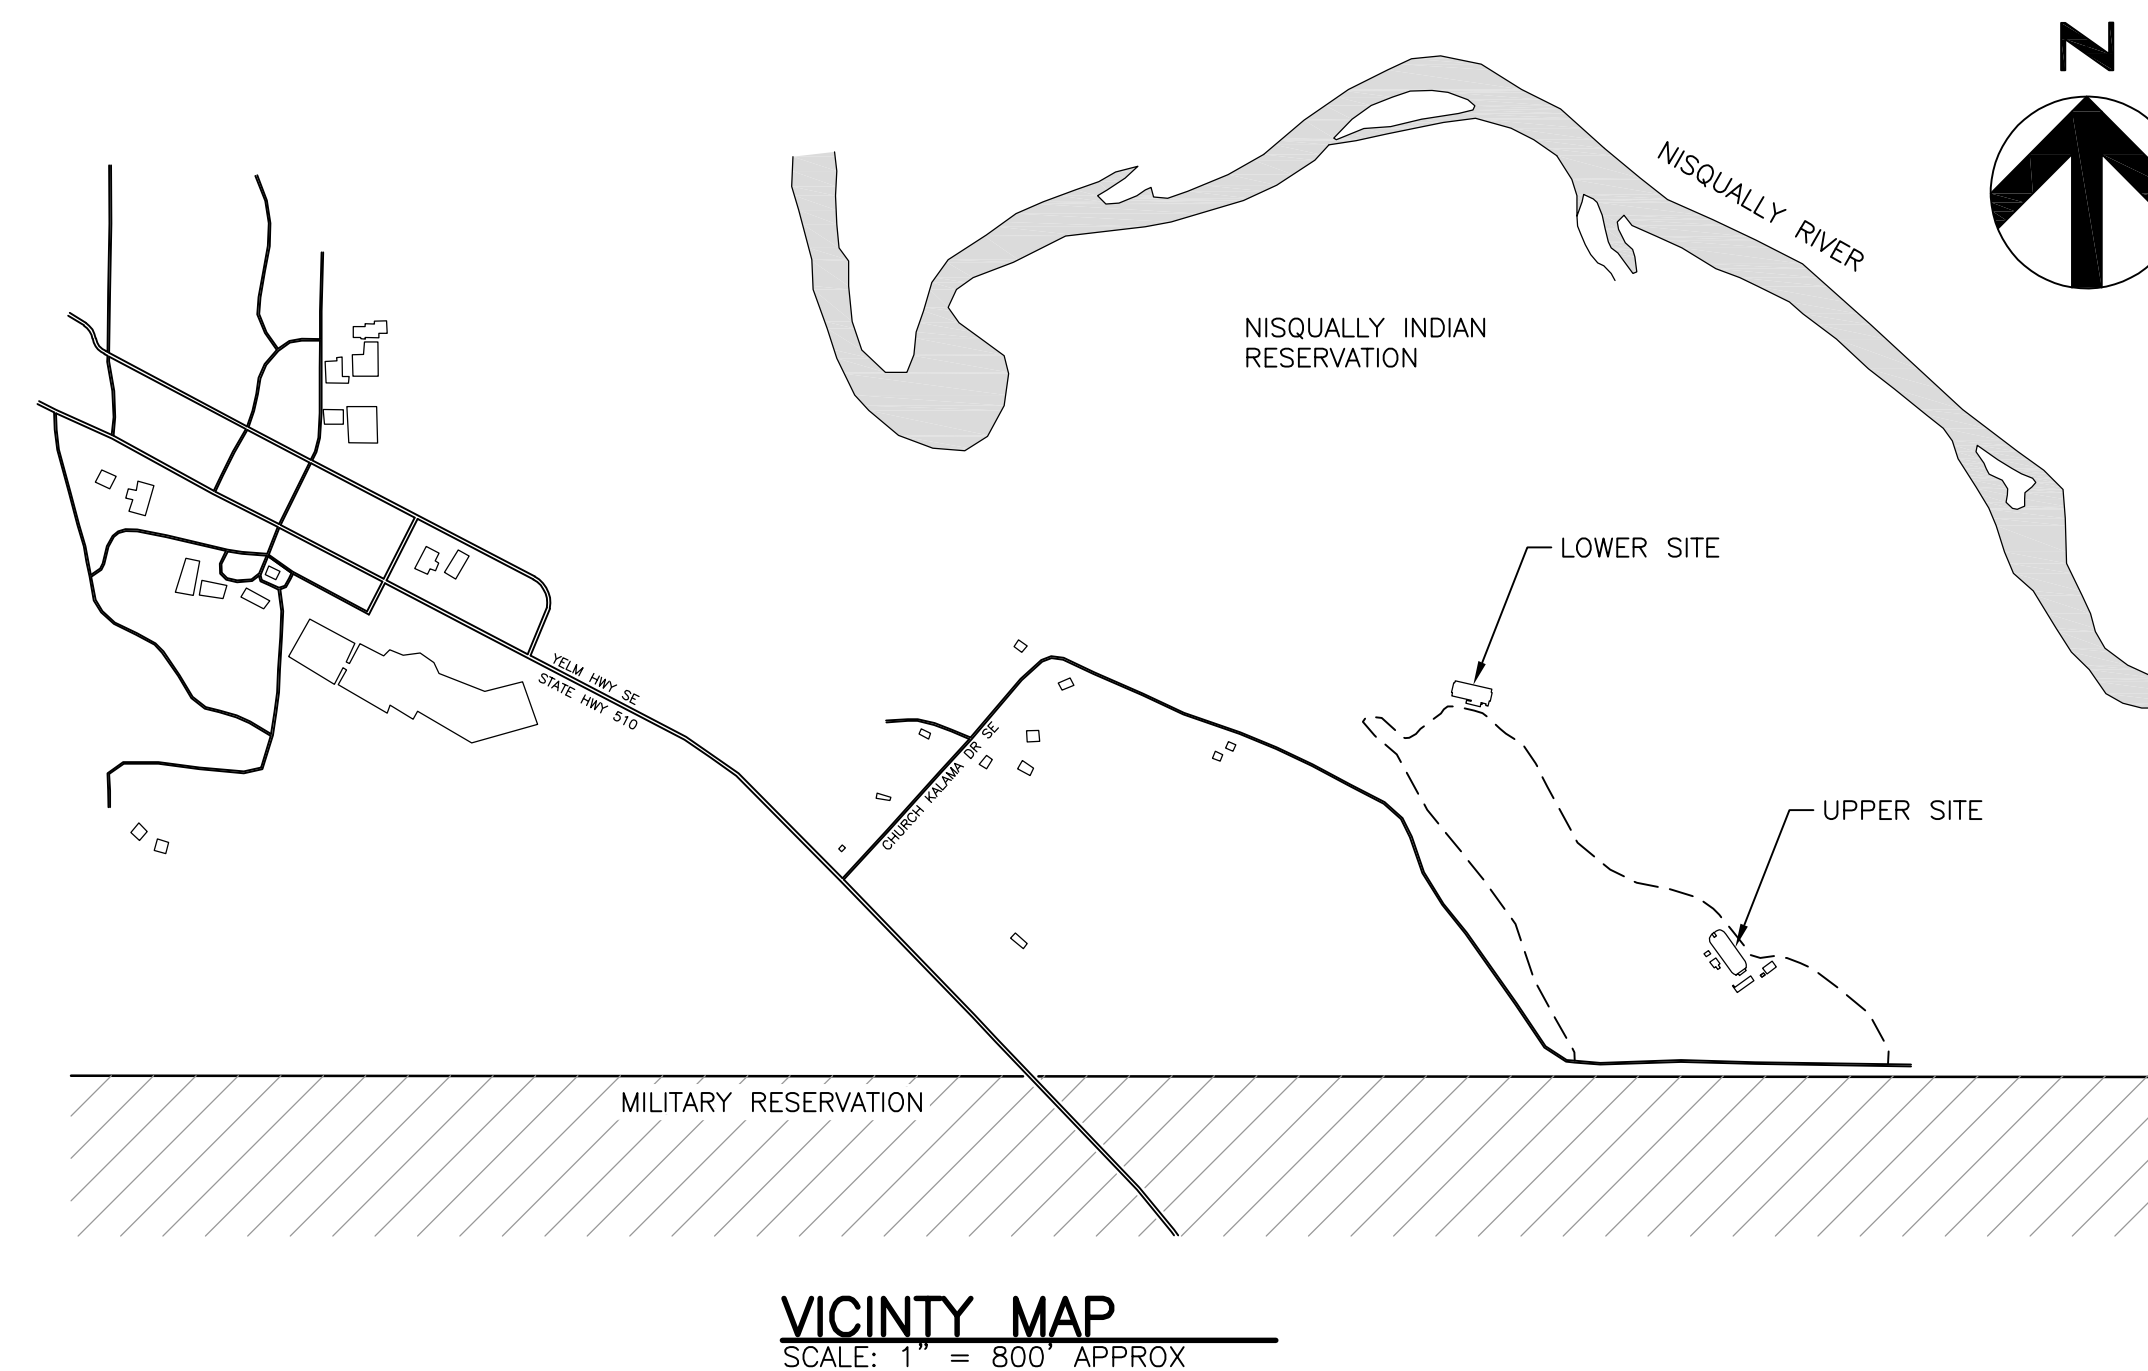 N
NISQUALLY RIVER
NISQUALLY INDIAN
RESERVATION
LOWER SITE
YELM HWY SE
STATE HWY 510
CHURCH KALAMA DR SE
UPPER SITE
MILITARY RESERVATION
VICINTY MAP
SCALE: 1" = 800' APPROX